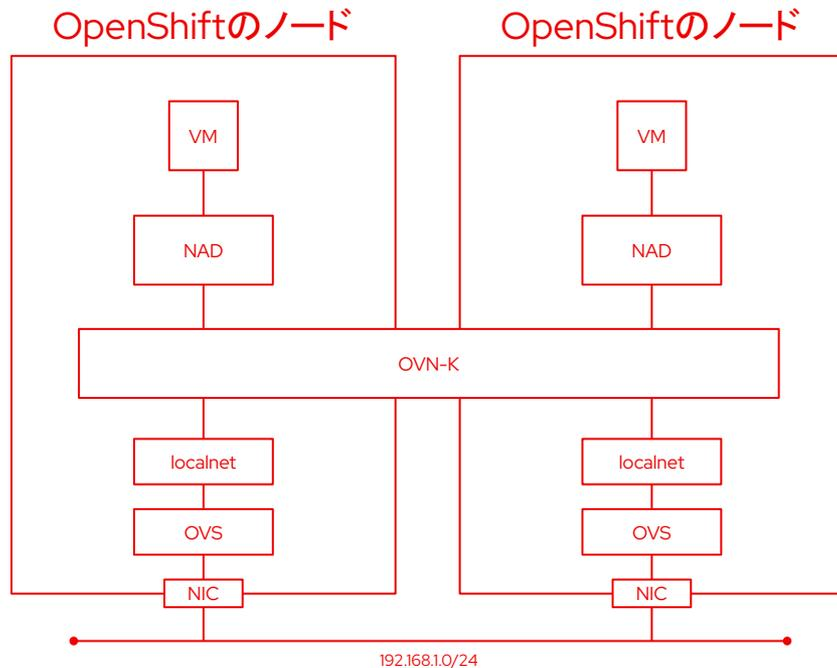 OpenShiftのノード
OpenShiftのノード
VM
VM
NAD
NAD
OVN-K
localnet
localnet
OVS
OVS
NIC
NIC
192.168.1.0/24